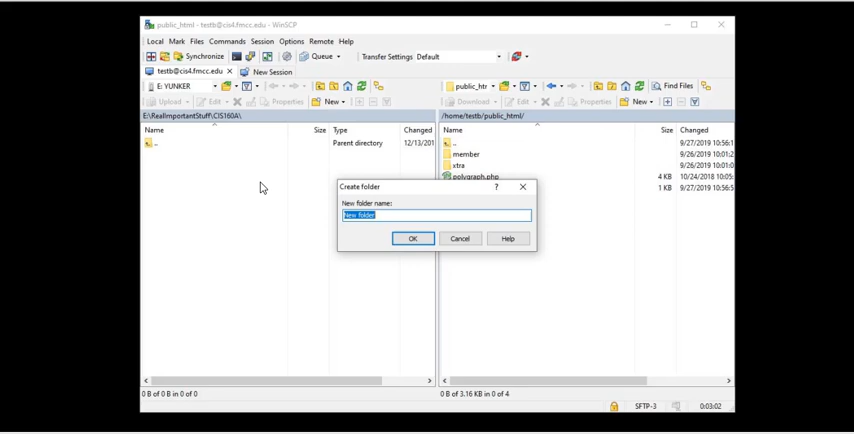 public_html - testb@cis4.fmcc.edu - WinSCP
Local Mark Files Commands Session Options Remote Help
Synchronize Queue Transfer Settings Default
testb@cis4.fmcc.edu New Session
E: YUNKER public_htr Find Files
Upload Edit Properties New Download Edit Properties New
E:\RealImportantStuff\CIS160A\ /home/testb/public_html/
Name Size Type Changed Name Size Changed
.. Parent directory 12/13/201 .. 9/27/2019 10:56:1
member 9/26/2019 10:01:2
xtra 9/26/2019 10:01:3
polygraph.php 4 KB 10/24/2018 10:05:
1 KB 9/27/2019 10:56:5
Create folder ?
New folder name:
New folder
OK Cancel Help
0 B of 0 B in 0 of 0 0 B of 3.16 KB in 0 of 4
SFTP-3 0:03:02